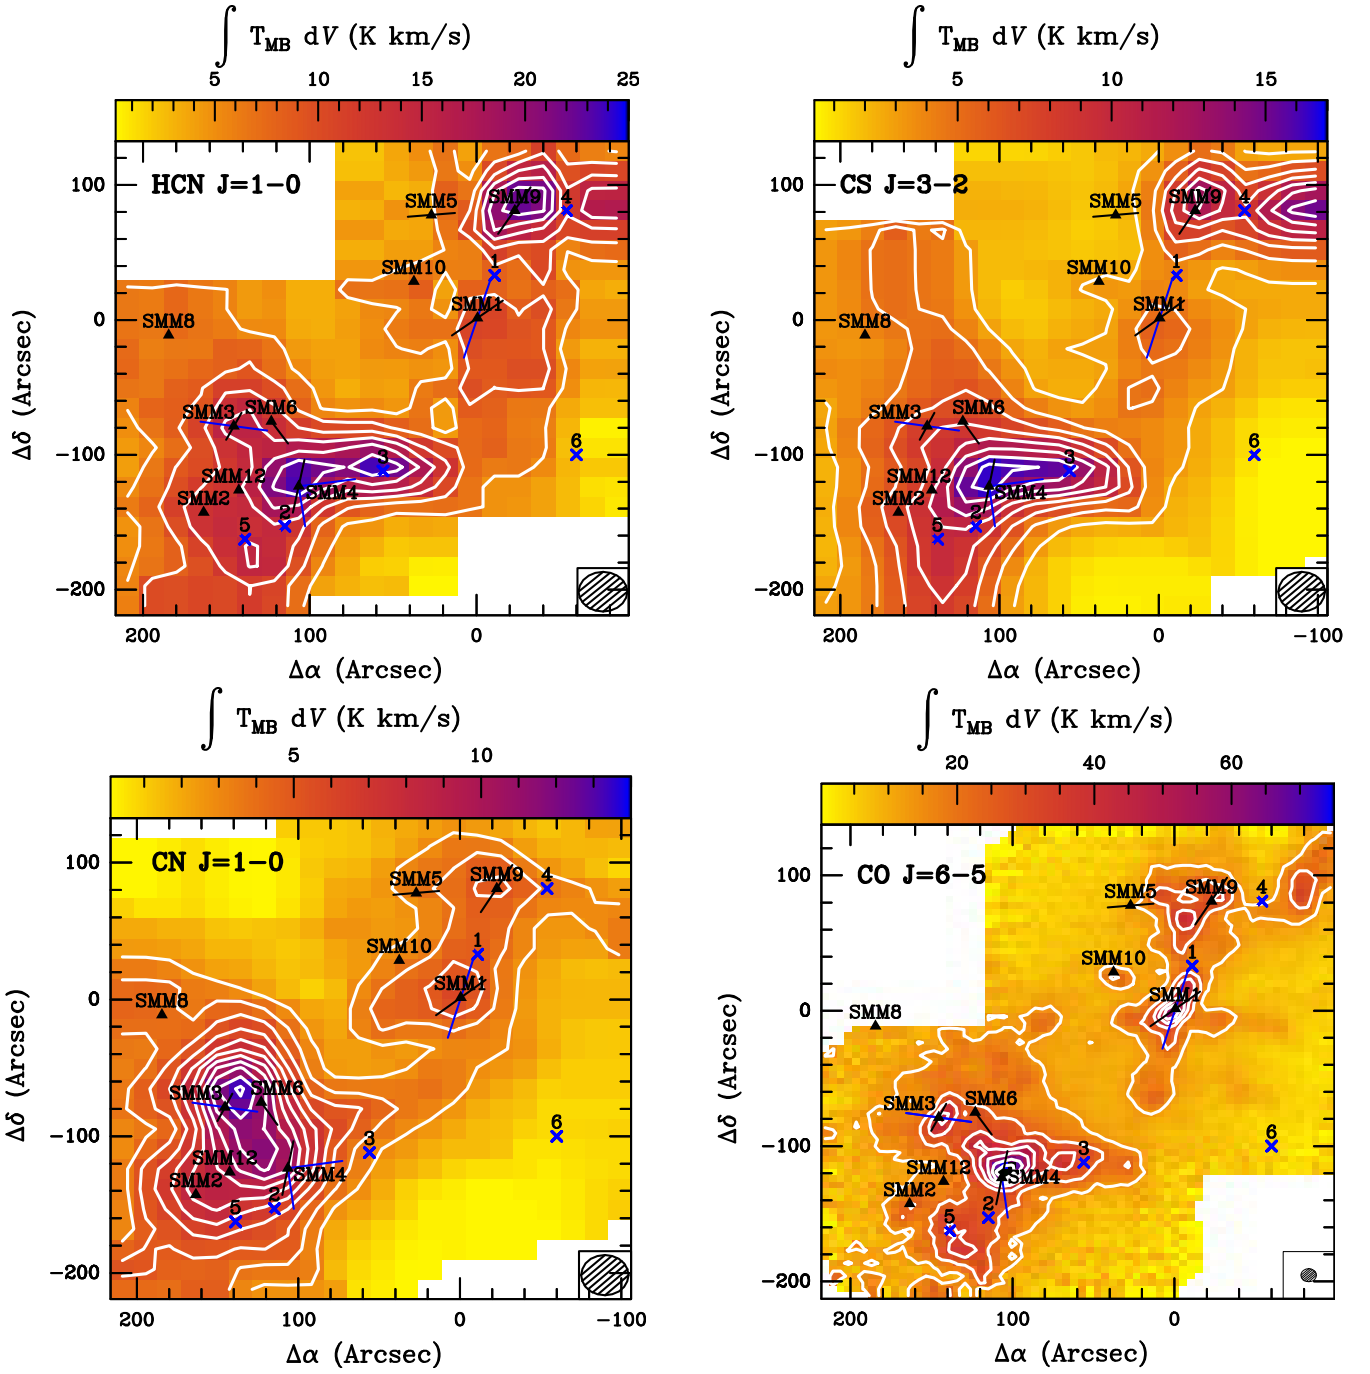 ∫ T_MB dV (K km/s)
5 10 15 20 25
HCN J=1−0
SMM5
SMM9
4
1
SMM10
SMM1
SMM8
SMM3
SMM6
3
6
SMM12
SMM4
SMM2
5
2
100
0
−100
−200
200 100 0
Δδ (Arcsec)
Δα (Arcsec)
∫ T_MB dV (K km/s)
5 10 15
CS J=3−2
SMM5
SMM9
4
1
SMM10
SMM1
SMM8
SMM3
SMM6
3
6
SMM12
SMM4
SMM2
5
2
100
0
−100
−200
200 100 0 −100
Δδ (Arcsec)
Δα (Arcsec)
∫ T_MB dV (K km/s)
5 10
CN J=1−0
SMM5
SMM9
4
1
SMM10
SMM1
SMM8
SMM3
SMM6
3
6
SMM12
SMM4
SMM2
5
2
100
0
−100
−200
200 100 0 −100
Δδ (Arcsec)
Δα (Arcsec)
∫ T_MB dV (K km/s)
20 40 60
CO J=6−5
SMM5
SMM9
4
1
SMM10
SMM1
SMM8
SMM3
SMM6
3
6
SMM12
SMM4
SMM2
5
2
100
0
−100
−200
200 100 0
Δδ (Arcsec)
Δα (Arcsec)